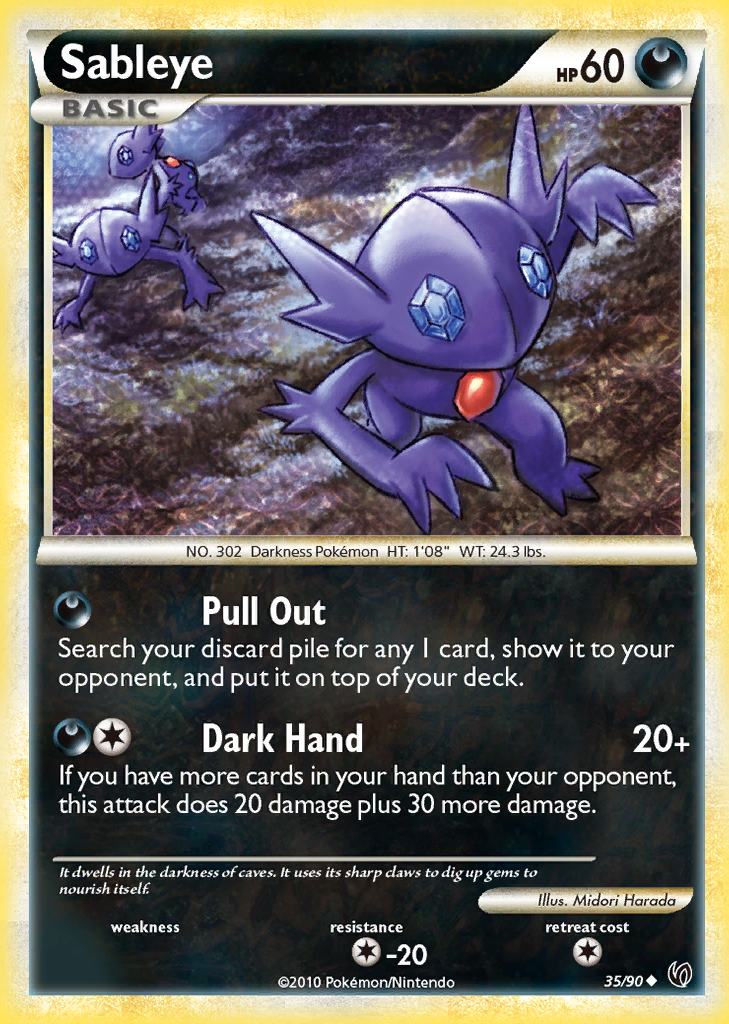 Sableye
HP60
BASIC
NO. 302 Darkness Pokémon HT: 1'08" WT: 24.3 lbs.
Pull Out
Search your discard pile for any 1 card, show it to your
opponent, and put it on top of your deck.
Dark Hand 20+
If you have more cards in your hand than your opponent,
this attack does 20 damage plus 30 more damage.
It dwells in the darkness of caves. It uses its sharp claws to dig up gems to
nourish itself.
Illus. Midori Harada
weakness resistance retreat cost
-20
©2010 Pokémon/Nintendo 35/90